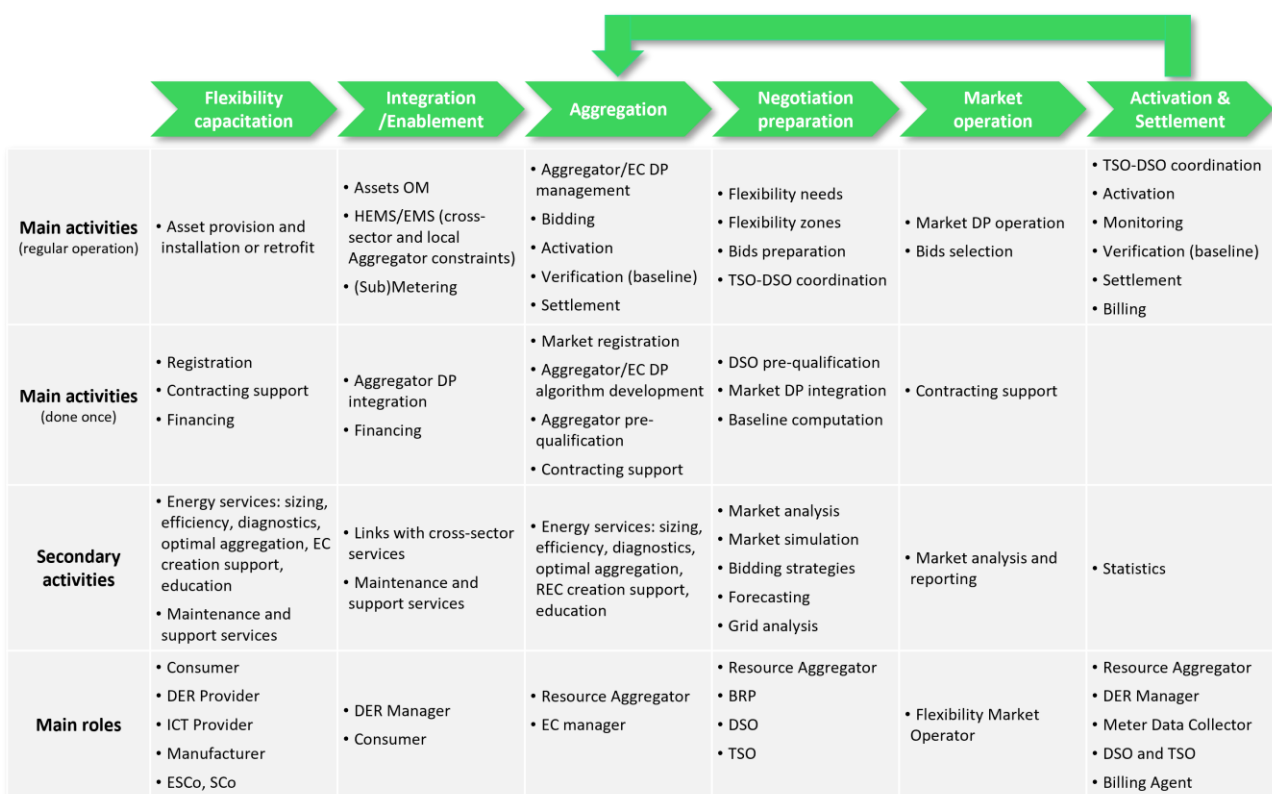 Flexibility
capacitation
Integration
/Enablement
Aggregation
Negotiation
preparation
Market
operation
Activation &
Settlement
Main activities
(regular operation)
• Asset provision and
installation or retrofit
• Assets OM
• HEMS/EMS (cross-
sector and local
Aggregator constraints)
• (Sub)Metering
• Aggregator/EC DP
management
• Bidding
• Activation
• Verification (baseline)
• Settlement
• Flexibility needs
• Flexibility zones
• Bids preparation
• TSO-DSO coordination
• Market DP operation
• Bids selection
• TSO-DSO coordination
• Activation
• Monitoring
• Verification (baseline)
• Settlement
• Billing
Main activities
(done once)
• Registration
• Contracting support
• Financing
• Aggregator DP
integration
• Financing
• Market registration
• Aggregator/EC DP
algorithm development
• Aggregator pre-
qualification
• Contracting support
• DSO pre-qualification
• Market DP integration
• Baseline computation
• Contracting support
Secondary
activities
• Energy services: sizing,
efficiency, diagnostics,
optimal aggregation, EC
creation support,
education
• Maintenance and
support services
• Links with cross-sector
services
• Maintenance and
support services
• Energy services: sizing,
efficiency, diagnostics,
optimal aggregation,
REC creation support,
education
• Market analysis
• Market simulation
• Bidding strategies
• Forecasting
• Grid analysis
• Market analysis and
reporting
• Statistics
Main roles
• Consumer
• DER Provider
• ICT Provider
• Manufacturer
• ESCo, SCo
• DER Manager
• Consumer
• Resource Aggregator
• EC manager
• Resource Aggregator
• BRP
• DSO
• TSO
• Flexibility Market
Operator
• Resource Aggregator
• DER Manager
• Meter Data Collector
• DSO and TSO
• Billing Agent